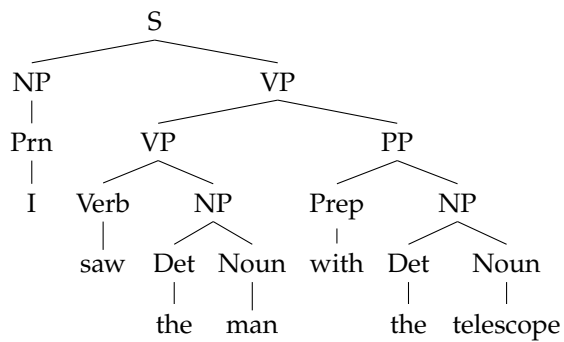 S
NP VP
Prn VP PP
I Verb NP Prep NP
saw Det Noun with Det Noun
the man the telescope